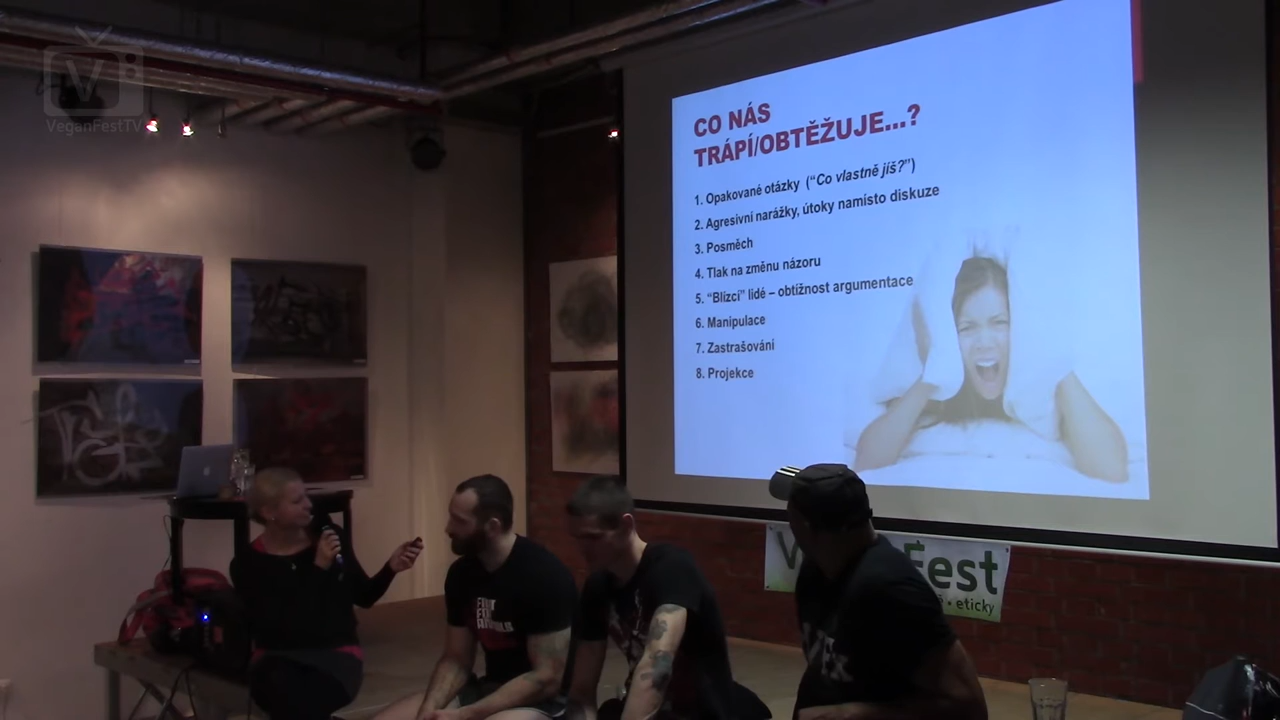 VeganFestTV
CO NÁS
TRÁPÍ/OBTĚŽUJE...?
1. Opakované otázky (“Co vlastně jíš?”)
2. Agresivní narážky, útoky namísto diskuze
3. Posměch
4. Tlak na změnu názoru
5. “Blízcí” lidé – obtížnost argumentace
6. Manipulace
7. Zastrašování
8. Projekce
Fest
• eticky